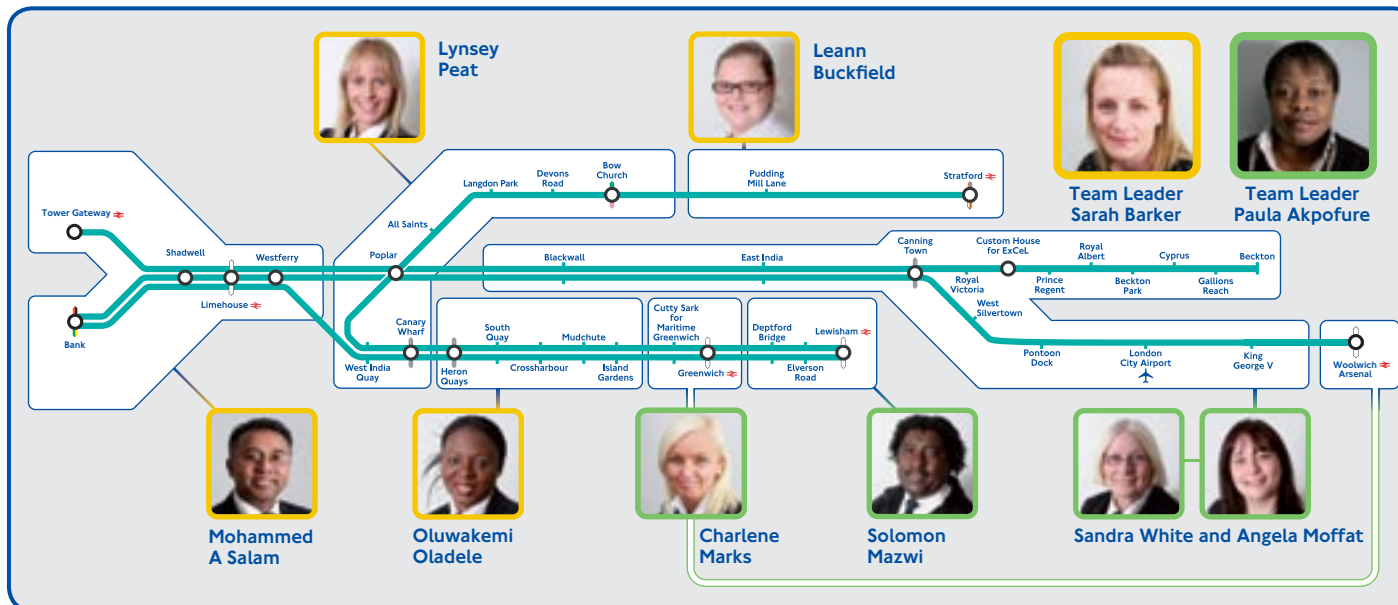 Lynsey
Peat
Leann
Buckfield
Team Leader
Sarah Barker
Team Leader
Paula Akpofure
Tower Gateway
Shadwell
Westferry
Limehouse
Bank
Poplar
All Saints
Langdon Park
Devons
Road
Bow
Church
Pudding
Mill Lane
Stratford
Blackwall
East India
Canning
Town
Royal
Victoria
Custom House
for ExCeL
Prince
Regent
Royal
Albert
Beckton
Park
Cyprus
Gallions
Reach
Beckton
West
Silvertown
Pontoon
Dock
London
City Airport
King
George V
Woolwich
Arsenal
West India
Quay
Canary
Wharf
Heron
Quays
South
Quay
Crossharbour
Mudchute
Island
Gardens
Cutty Sark
for
Maritime
Greenwich
Greenwich
Deptford
Bridge
Elverson
Road
Lewisham
Mohammed
A Salam
Oluwakemi
Oladele
Charlene
Marks
Solomon
Mazwi
Sandra White and Angela Moffat